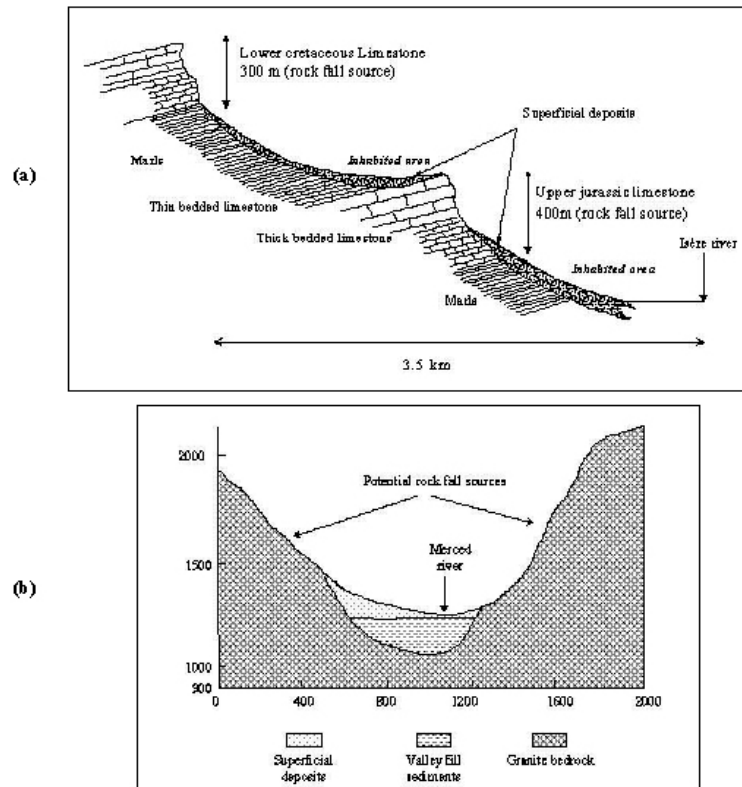 (a)
Lower cretaceous Limestone
300 m (rock fall source)
Superficial deposits
Marls
Inhabited area
Thin bedded limestone
Upper jurassic limestone
400m (rock fall source)
Thick bedded limestone
Isère river
Inhabited area
Marls
3.5 km
(b)
2000
Potential rock fall sources
1500
Merced
river
1000
900
0
400
800
1200
1600
2000
Superficial
deposits
Valley fill
sediments
Granite bedrock